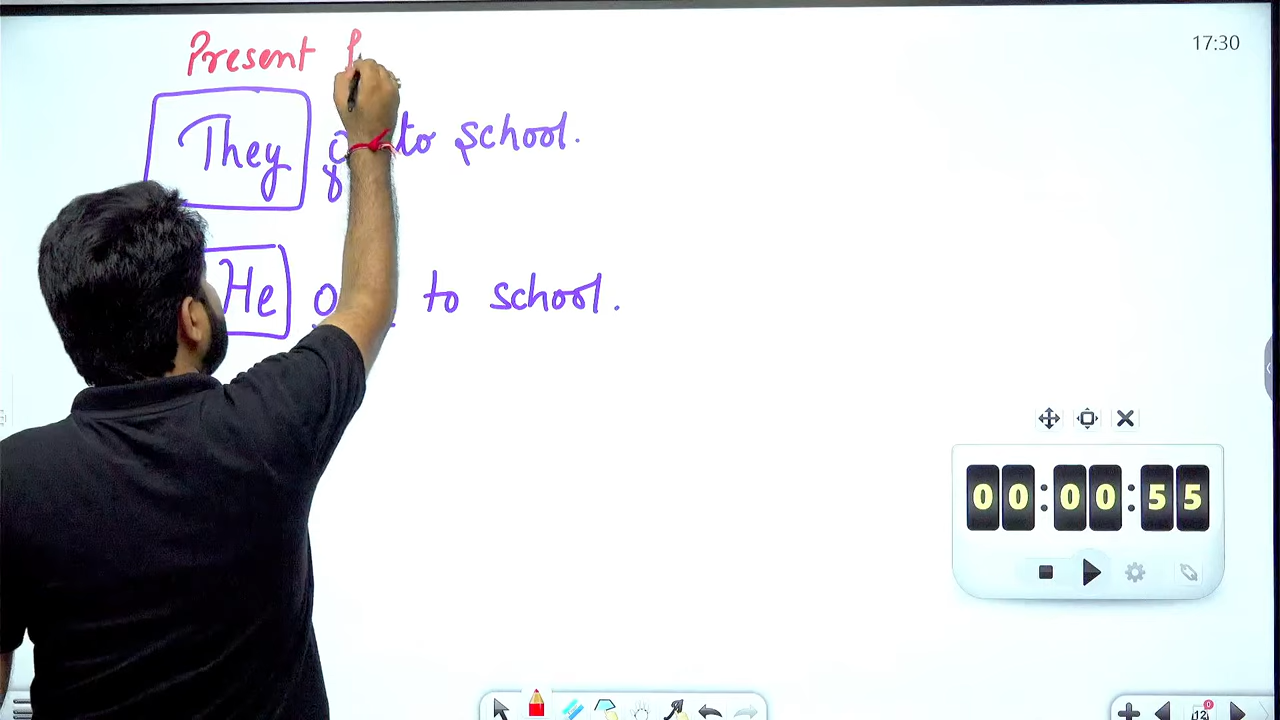 17:30
Present
They to school.
He to school.
00:00:55